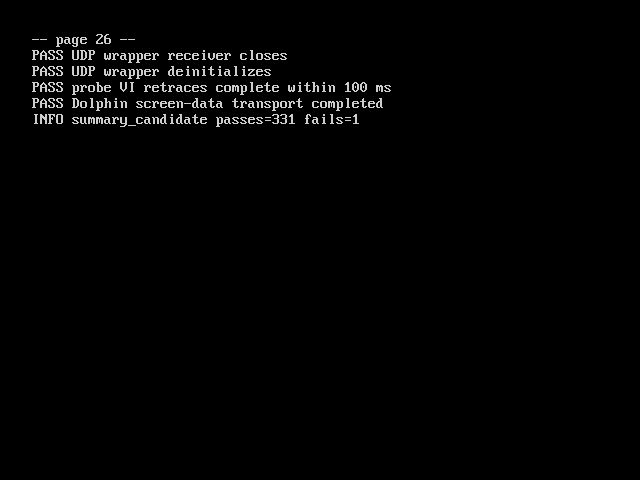 -- page 26 --
PASS UDP wrapper receiver closes
PASS UDP wrapper deinitializes
PASS probe VI retraces complete within 100 ms
PASS Dolphin screen-data transport completed
INFO summary_candidate passes=331 fails=1